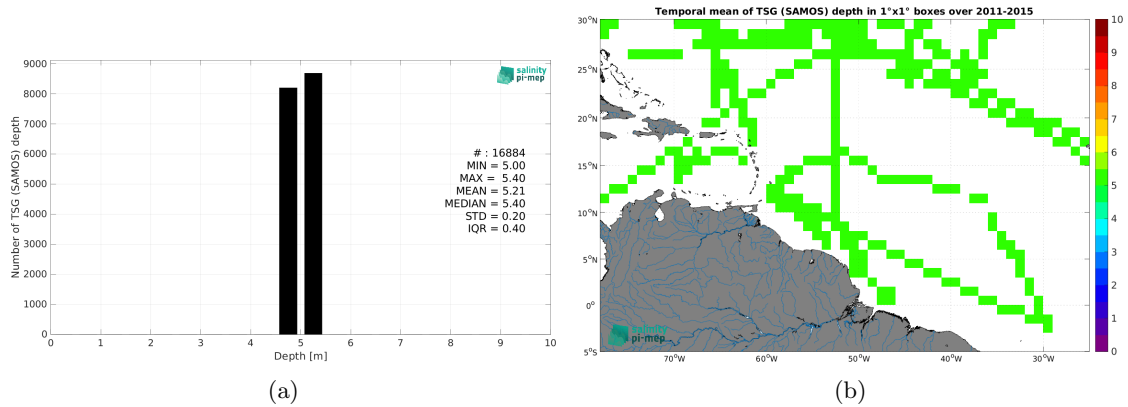 9000
8000
7000
6000
5000
4000
3000
2000
1000
0
Number of TSG (SAMOS) depth
salinity
pi-mep
# : 16884
MIN = 5.00
MAX = 5.40
MEAN = 5.21
MEDIAN = 5.40
STD = 0.20
IQR = 0.40
0 1 2 3 4 5 6 7 8 9 10
Depth [m]
(a)
Temporal mean of TSG (SAMOS) depth in 1°x1° boxes over 2011-2015
30°N
25°N
20°N
15°N
10°N
5°N
0°
5°S
salinity
pi-mep
70°W 60°W 50°W 40°W 30°W
10
9
8
7
6
5
4
3
2
1
0
(b)